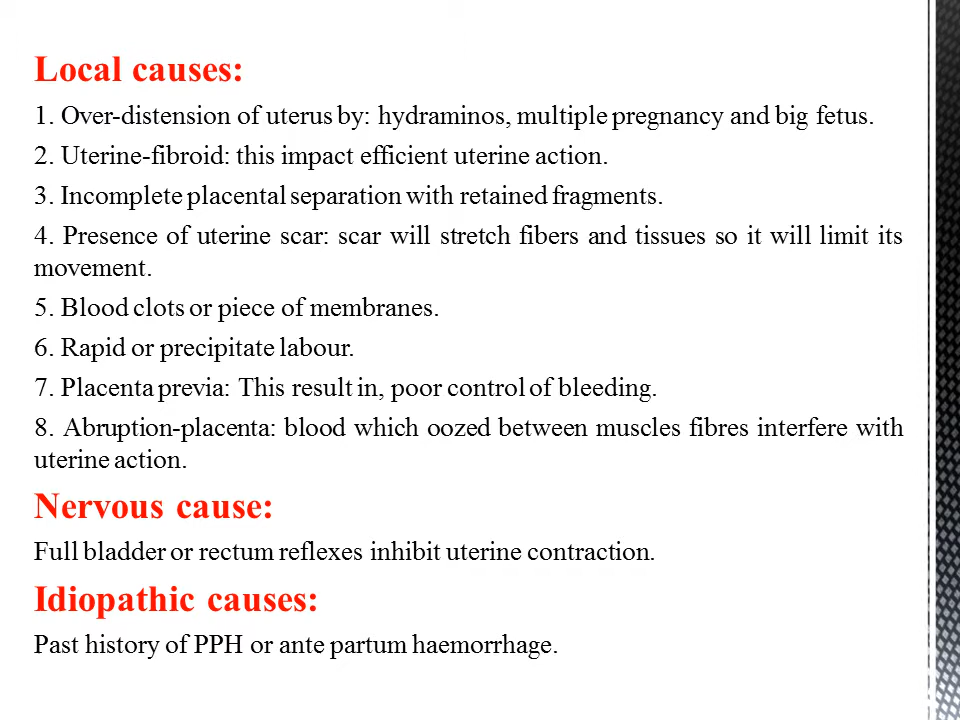 Local causes:
1. Over-distension of uterus by: hydraminos, multiple pregnancy and big fetus.
2. Uterine-fibroid: this impact efficient uterine action.
3. Incomplete placental separation with retained fragments.
4. Presence of uterine scar: scar will stretch fibers and tissues so it will limit its
movement.
5. Blood clots or piece of membranes.
6. Rapid or precipitate labour.
7. Placenta previa: This result in, poor control of bleeding.
8. Abruption-placenta: blood which oozed between muscles fibres interfere with
uterine action.
Nervous cause:
Full bladder or rectum reflexes inhibit uterine contraction.
Idiopathic causes:
Past history of PPH or ante partum haemorrhage.